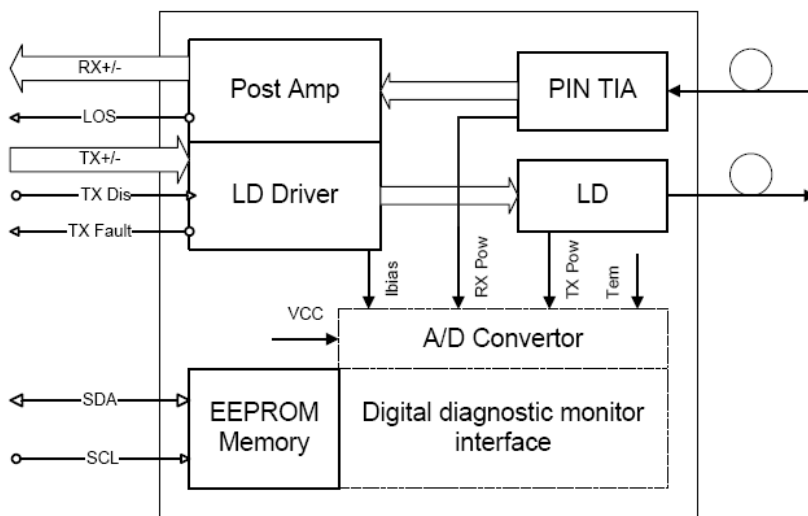 RX+/-
Post Amp
PIN TIA
LOS
TX+/-
TX Dis
LD Driver
LD
TX Fault
Ibias
RX Pow
TX Pow
Tem
VCC
A/D Convertor
SDA
EEPROM
Memory
Digital diagnostic monitor
interface
SCL